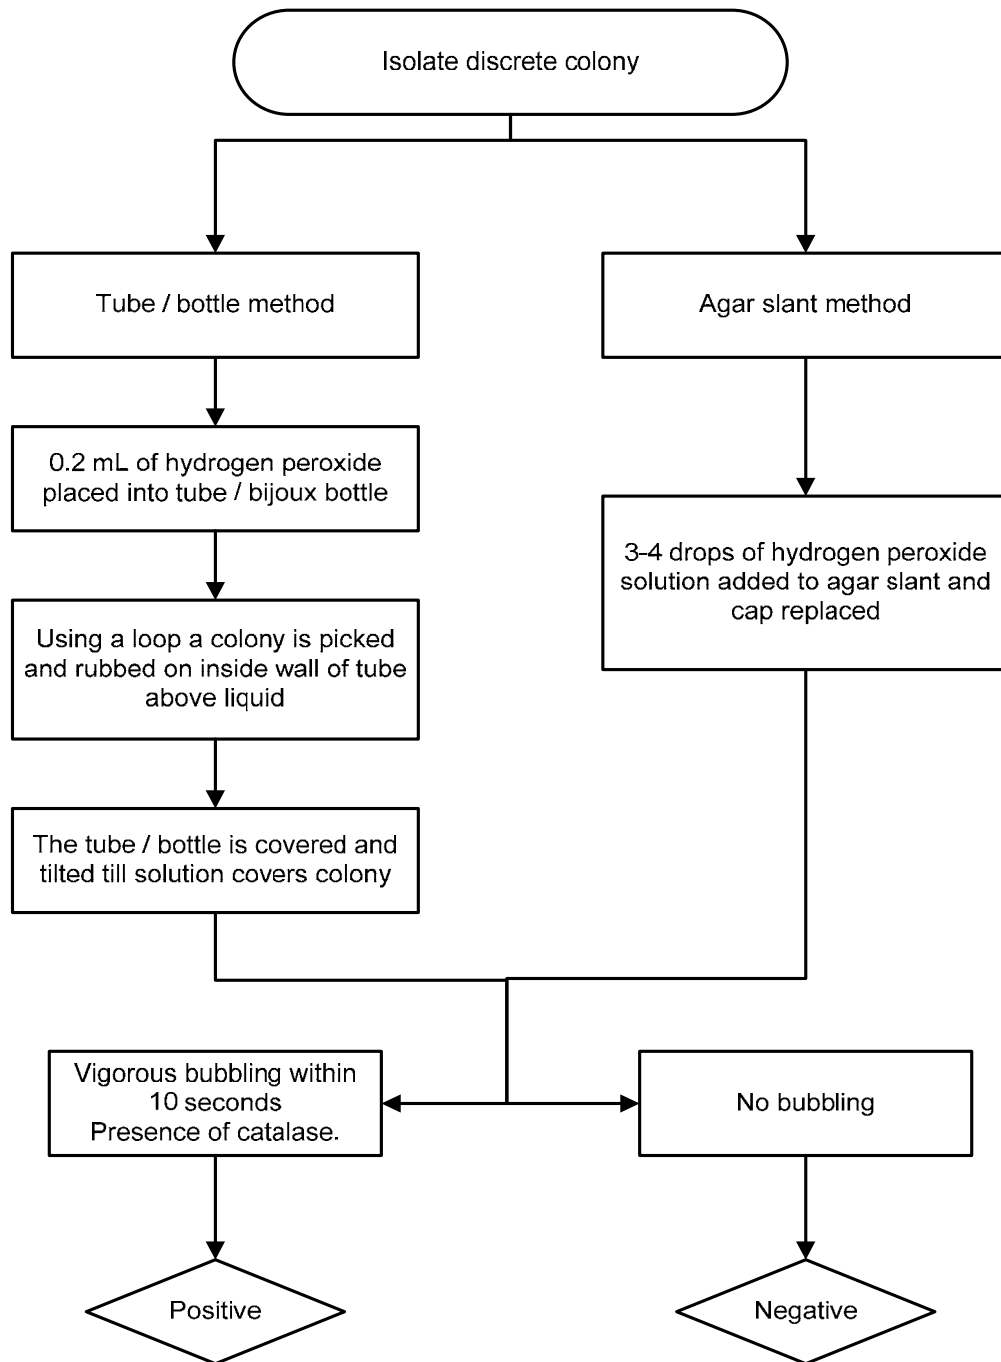 Isolate discrete colony
Tube / bottle method
Agar slant method
0.2 mL of hydrogen peroxide
placed into tube / bijoux bottle
3-4 drops of hydrogen peroxide
solution added to agar slant and
cap replaced
Using a loop a colony is picked
and rubbed on inside wall of tube
above liquid
The tube / bottle is covered and
tilted till solution covers colony
Vigorous bubbling within
10 seconds
Presence of catalase.
No bubbling
Positive
Negative